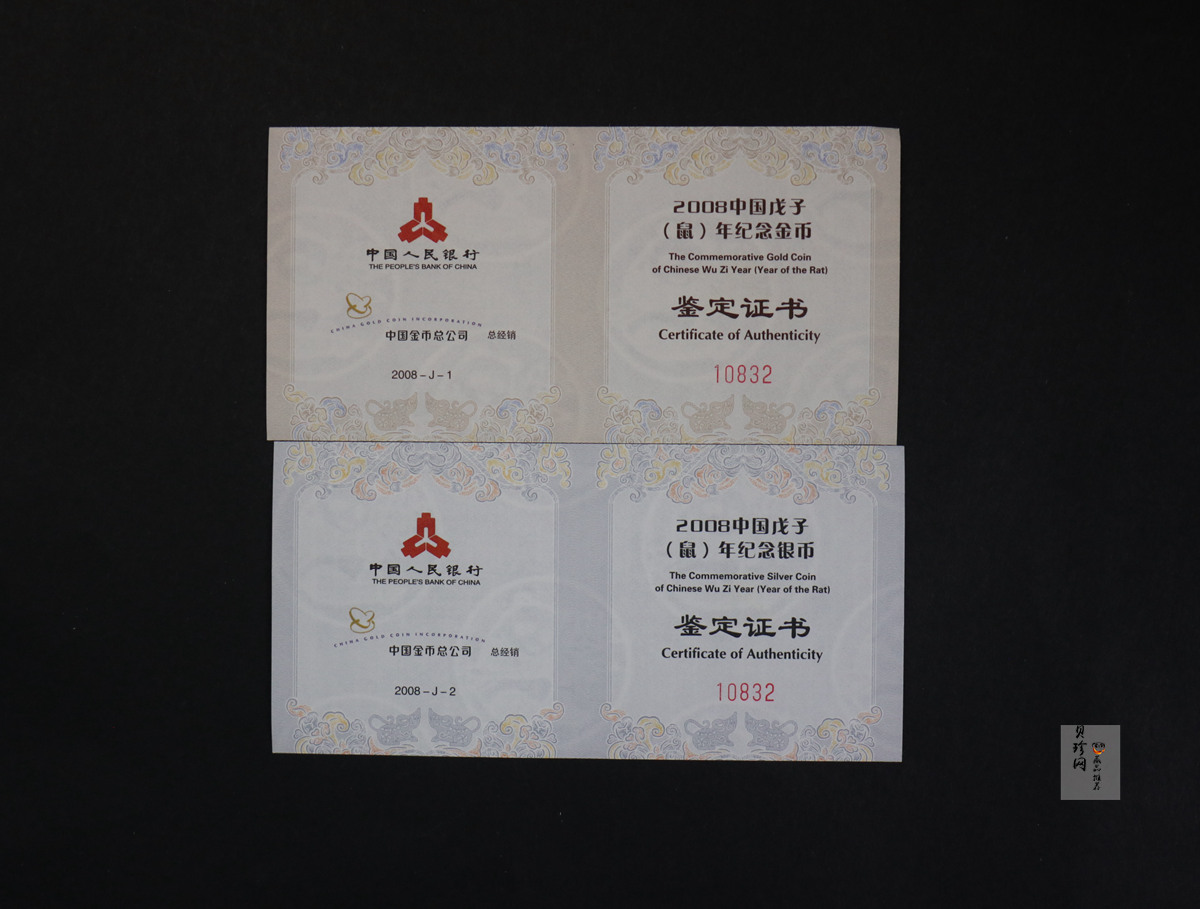 中国人民银行
THE PEOPLE'S BANK OF CHINA
CHINA GOLD COIN INCORPORATION
中国金币总公司 总经销
2008－J－1
2008中国戊子
（鼠）年纪念金币
The Commemorative Gold Coin
of Chinese Wu Zi Year (Year of the Rat)
鉴定证书
Certificate of Authenticity
10832
中国人民银行
THE PEOPLE'S BANK OF CHINA
CHINA GOLD COIN INCORPORATION
中国金币总公司 总经销
2008－J－2
2008中国戊子
（鼠）年纪念银币
The Commemorative Silver Coin
of Chinese Wu Zi Year (Year of the Rat)
鉴定证书
Certificate of Authenticity
10832
贝珍网